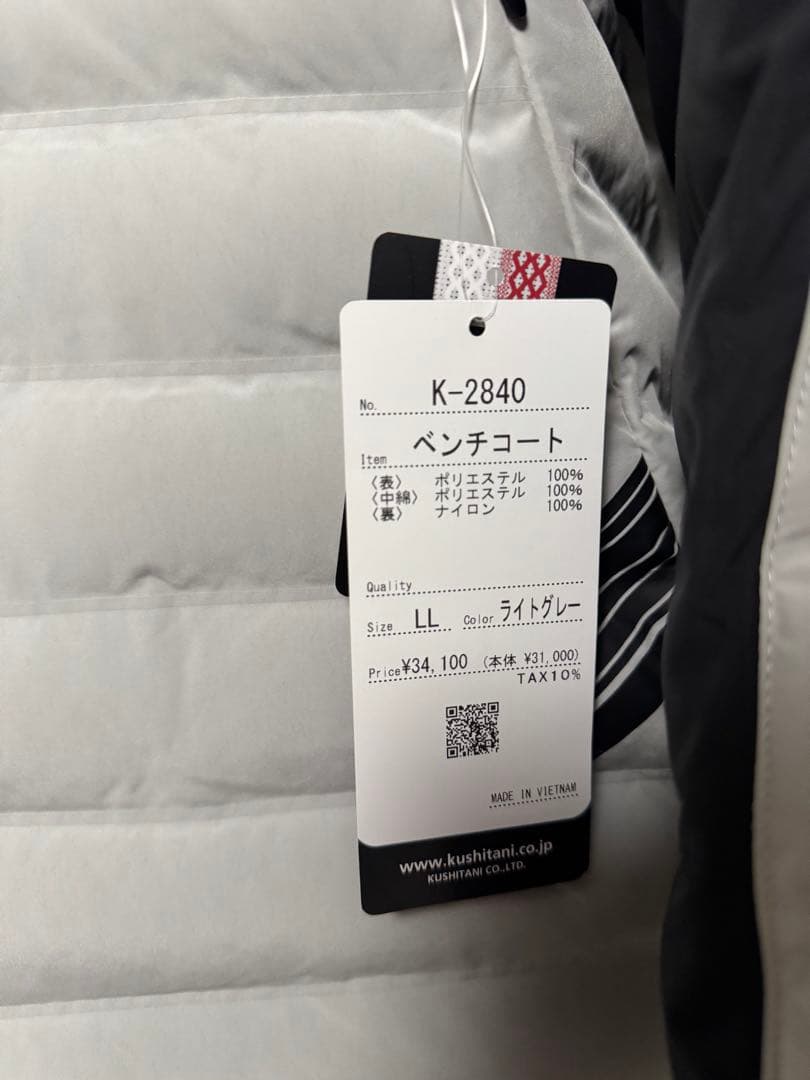 No. K-2840
Item ベンチコート
〈表〉 ポリエステル 100%
〈中綿〉 ポリエステル 100%
〈裏〉 ナイロン 100%
Quality
Size LL Color ライトグレー
Price ¥34,100 (本体 ¥31,000)
TAX10%
MADE IN VIETNAM
www.kushitani.co.jp
KUSHITANI CO.,LTD.